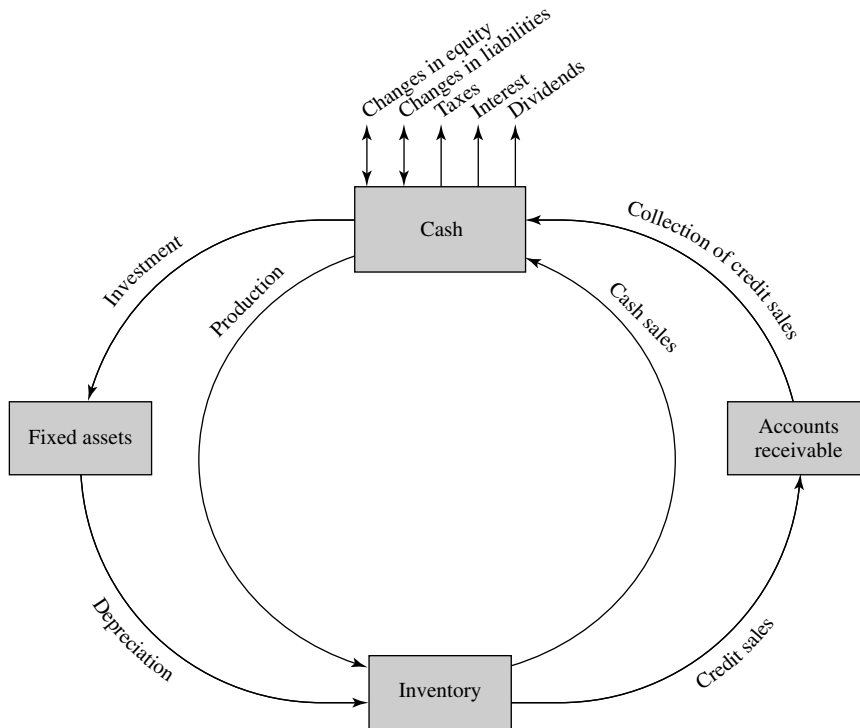 Changes in equity
Changes in liabilities
Taxes
Interest
Dividends
Cash
Investment
Production
Cash sales
Collection of credit sales
Fixed assets
Accounts
receivable
Depreciation
Inventory
Credit sales